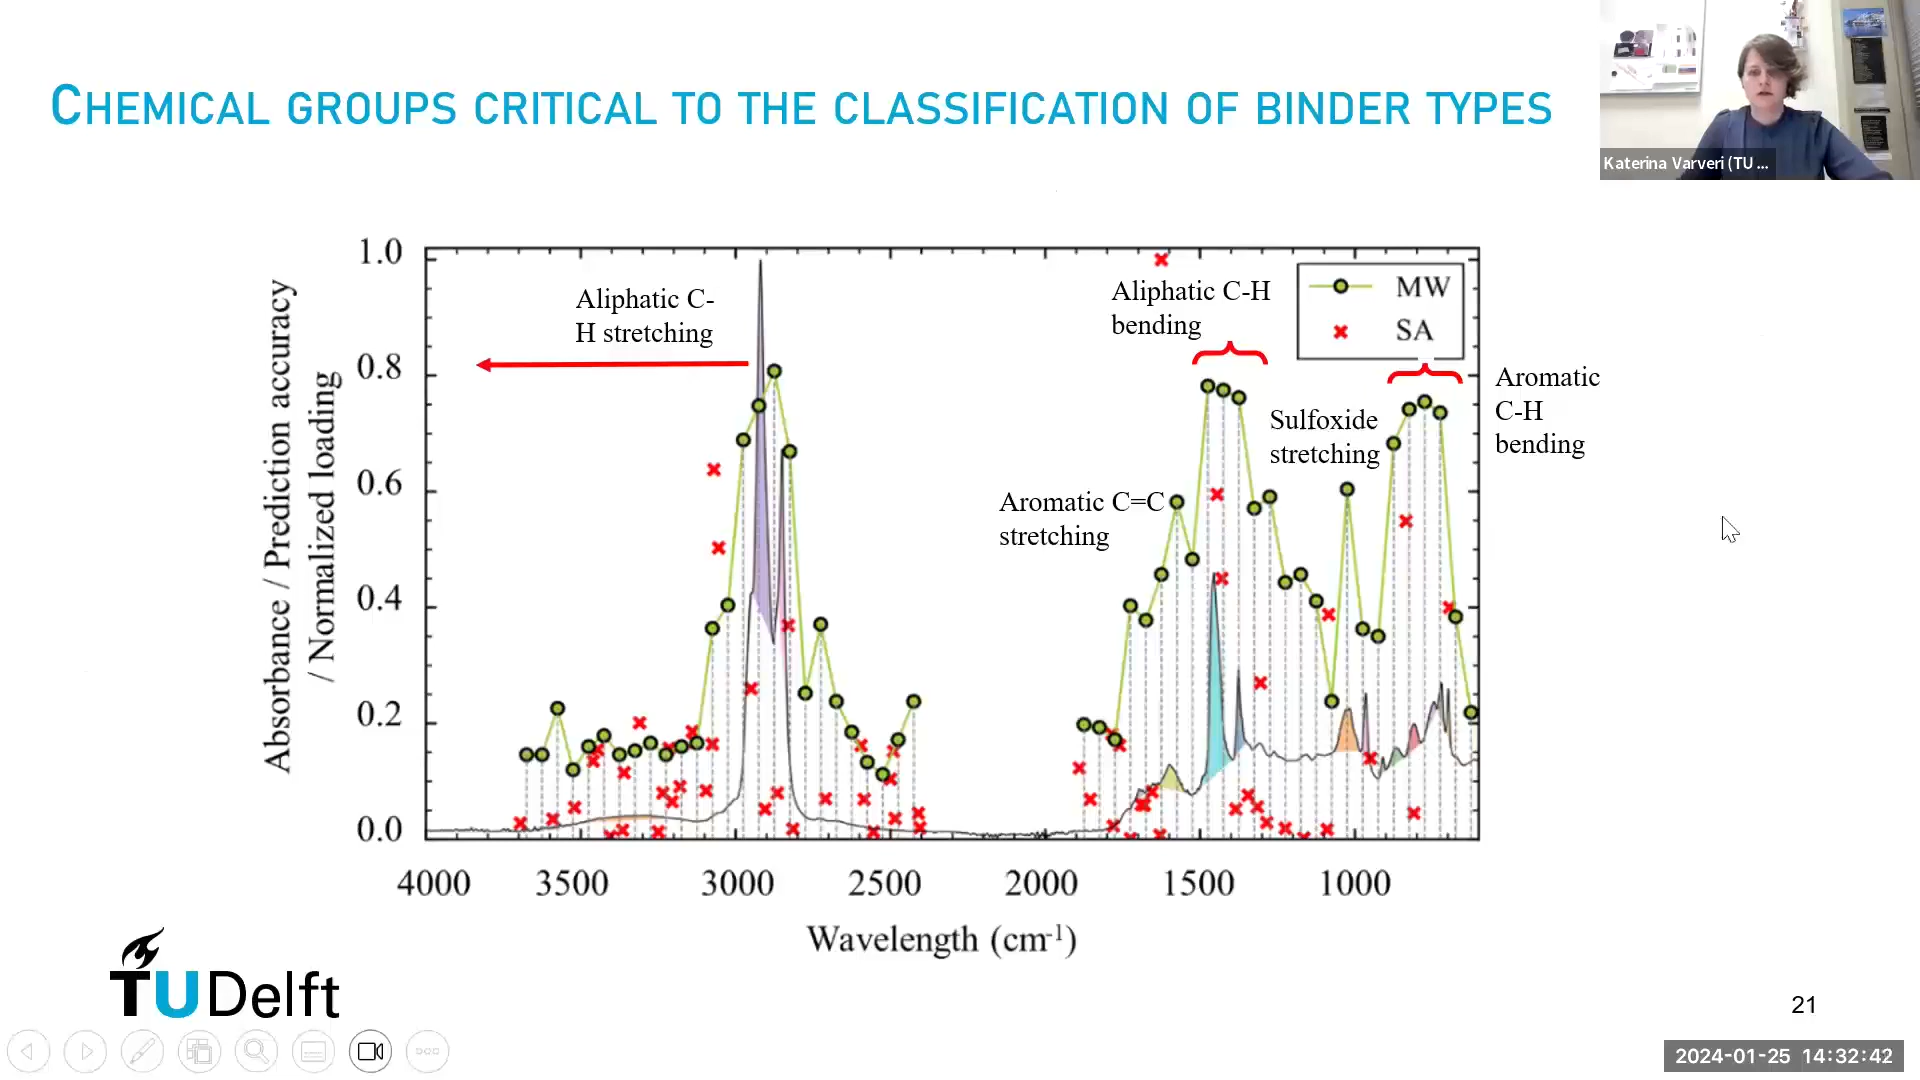 CHEMICAL GROUPS CRITICAL TO THE CLASSIFICATION OF BINDER TYPES
Katerina Varveri (TU ...
Absorbance / Prediction accuracy
/ Normalized loading
1.0
0.8
0.6
0.4
0.2
0.0
Aliphatic C-
H stretching
Aliphatic C-H
bending
MW
SA
Aromatic
C-H
bending
Sulfoxide
stretching
Aromatic C=C
stretching
4000 3500 3000 2500 2000 1500 1000
Wavelength (cm-1)
TUDelft
21
2024-01-25 14:32:42